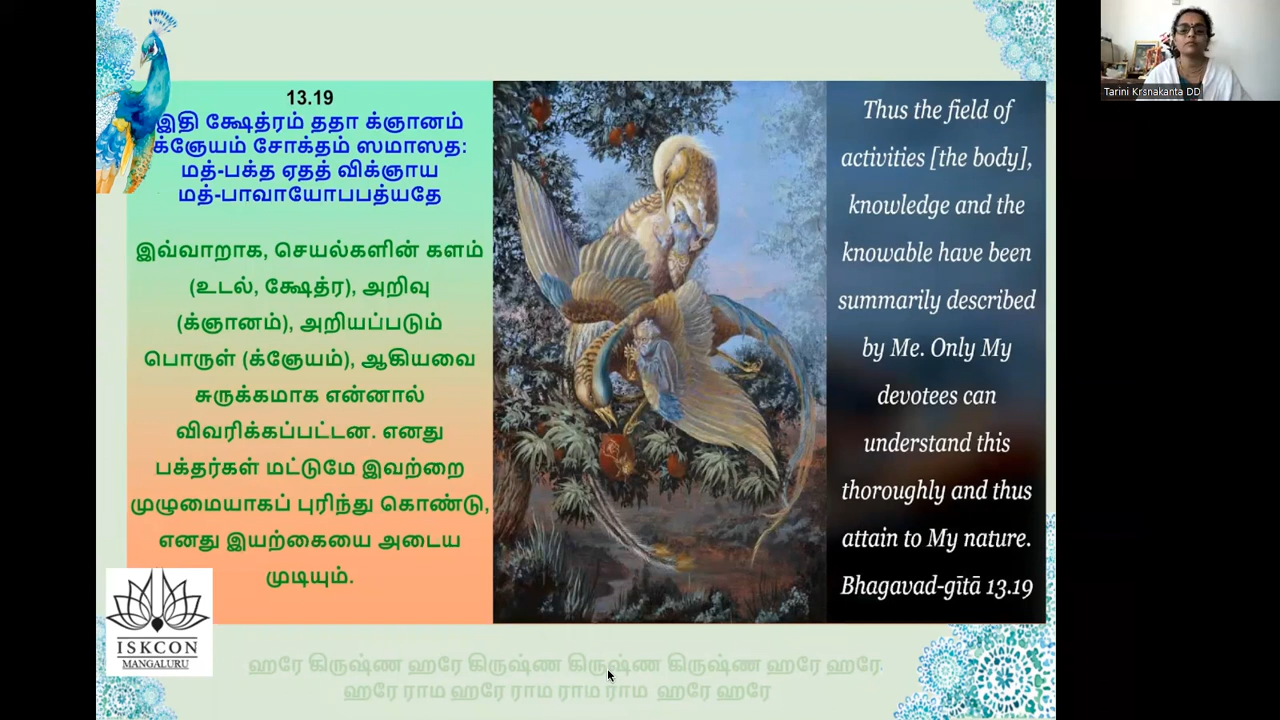 13.19
இதி க்ஷேத்ரம் ததா க்ஞானம்
க்ஞேயம் சோக்தம் ஸமாஸத:
மத்-பக்த ஏதத் விக்ஞாய
மத்-பாவாயோபபத்யதே
இவ்வாறாக, செயல்களின் களம்
(உடல், க்ஷேத்ர), அறிவு
(க்ஞானம்), அறியப்படும்
பொருள் (க்ஞேயம்), ஆகியவை
சுருக்கமாக என்னால்
விவரிக்கப்பட்டன. எனது
பக்தர்கள் மட்டுமே இவற்றை
முழுமையாகப் புரிந்து கொண்டு,
எனது இயற்கையை அடைய
முடியும்.
Thus the field of
activities [the body],
knowledge and the
knowable have been
summarily described
by Me. Only My
devotees can
understand this
thoroughly and thus
attain to My nature.
Bhagavad-gītā 13.19
Tarini Krsnakanta DD
ISKCON
MANGALURU
ஹரே கிருஷ்ண ஹரே கிருஷ்ண கிருஷ்ண கிருஷ்ண ஹரே ஹரே
ஹரே ராம ஹரே ராம ராம ராம ஹரே ஹரே